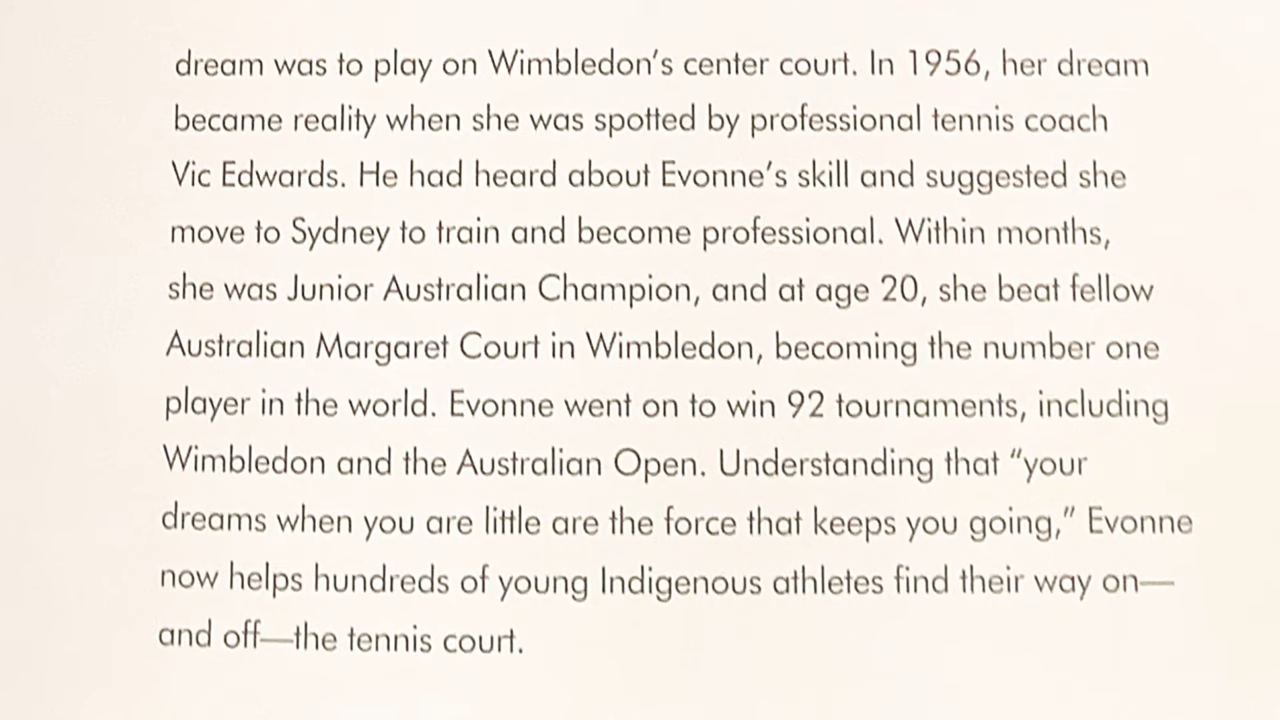 dream was to play on Wimbledon’s center court. In 1956, her dream
became reality when she was spotted by professional tennis coach
Vic Edwards. He had heard about Evonne’s skill and suggested she
move to Sydney to train and become professional. Within months,
she was Junior Australian Champion, and at age 20, she beat fellow
Australian Margaret Court in Wimbledon, becoming the number one
player in the world. Evonne went on to win 92 tournaments, including
Wimbledon and the Australian Open. Understanding that “your
dreams when you are little are the force that keeps you going,” Evonne
now helps hundreds of young Indigenous athletes find their way on—
and off—the tennis court.